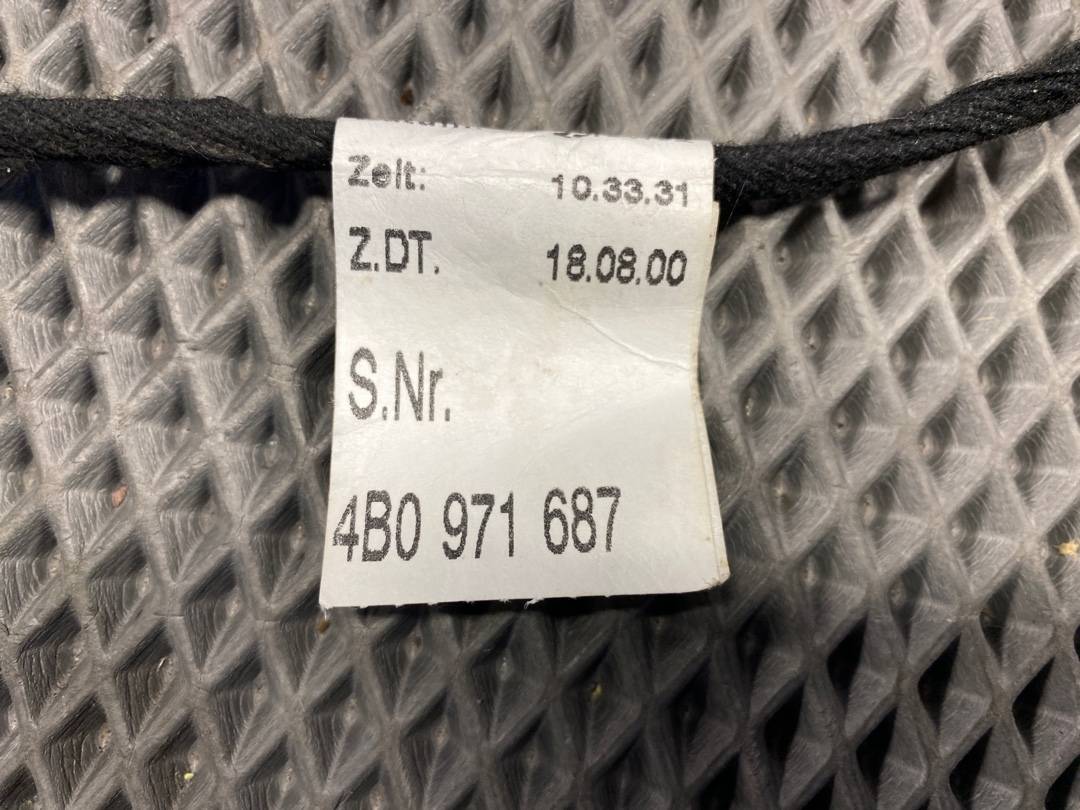 Zeit: 10.33.31
Z.DT. 18.08.00
S.Nr.
4B0 971 687